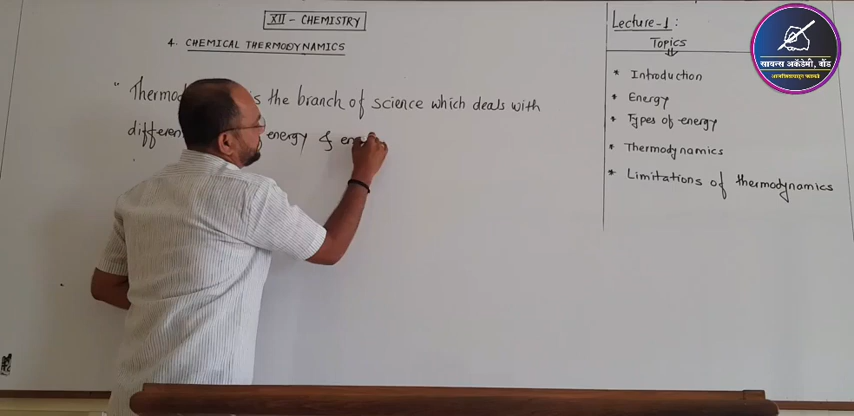 XII - CHEMISTRY
4. CHEMICAL THERMODYNAMICS
" Thermod s the branch of science which deals with
differen energy & en
Lecture-1 :
Topics
* Introduction
* Energy
* Types of energy
* Thermodynamics
* Limitations of thermodynamics
सायन्स अकॅडेमी, बॉंड